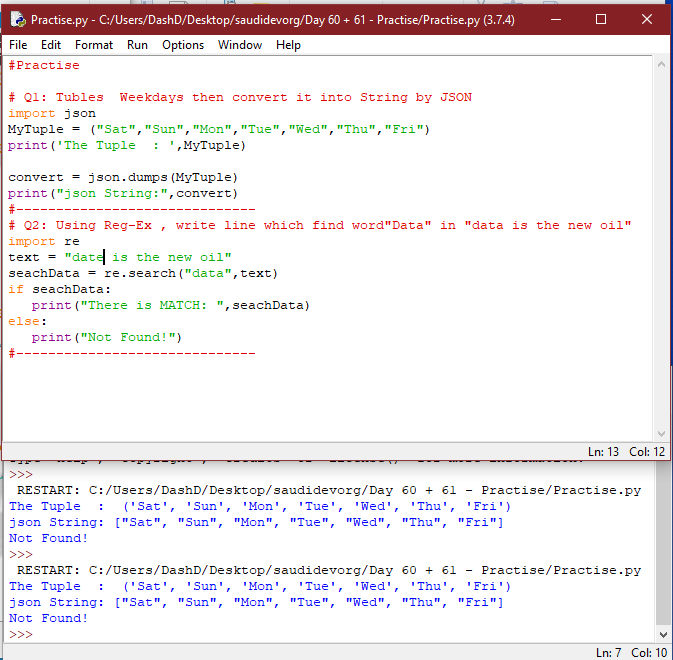 Practise.py - C:/Users/DashD/Desktop/saudidevorg/Day 60 + 61 - Practise/Practise.py (3.7.4)
File Edit Format Run Options Window Help
#Practise
# Q1: Tubles  Weekdays then convert it into String by JSON
import json
MyTuple = ("Sat","Sun","Mon","Tue","Wed","Thu","Fri")
print('The Tuple  : ',MyTuple)
convert = json.dumps(MyTuple)
print("json String:",convert)
#------------------------------
# Q2: Using Reg-Ex , write line which find word"Data" in "data is the new oil"
import re
text = "date is the new oil"
seachData = re.search("data",text)
if seachData:
   print("There is MATCH: ",seachData)
else:
   print("Not Found!")
#------------------------------
Ln: 13 Col: 12
>>>
 RESTART: C:/Users/DashD/Desktop/saudidevorg/Day 60 + 61 - Practise/Practise.py
The Tuple  :  ('Sat', 'Sun', 'Mon', 'Tue', 'Wed', 'Thu', 'Fri')
json String: ["Sat", "Sun", "Mon", "Tue", "Wed", "Thu", "Fri"]
Not Found!
>>>
 RESTART: C:/Users/DashD/Desktop/saudidevorg/Day 60 + 61 - Practise/Practise.py
The Tuple  :  ('Sat', 'Sun', 'Mon', 'Tue', 'Wed', 'Thu', 'Fri')
json String: ["Sat", "Sun", "Mon", "Tue", "Wed", "Thu", "Fri"]
Not Found!
>>>
Ln: 7 Col: 10